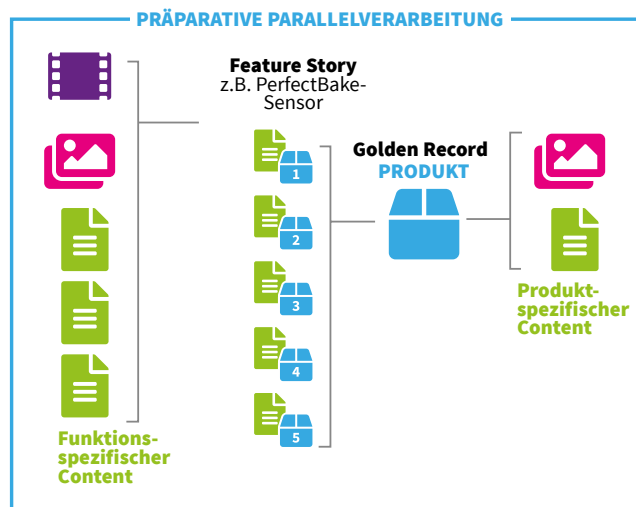 PRÄPARATIVE PARALLELVERARBEITUNG
Feature Story
z.B. PerfectBake-
Sensor
1
2
3
4
5
Golden Record
PRODUKT
Funktions-
spezifischer
Content
Produkt-
spezifischer
Content